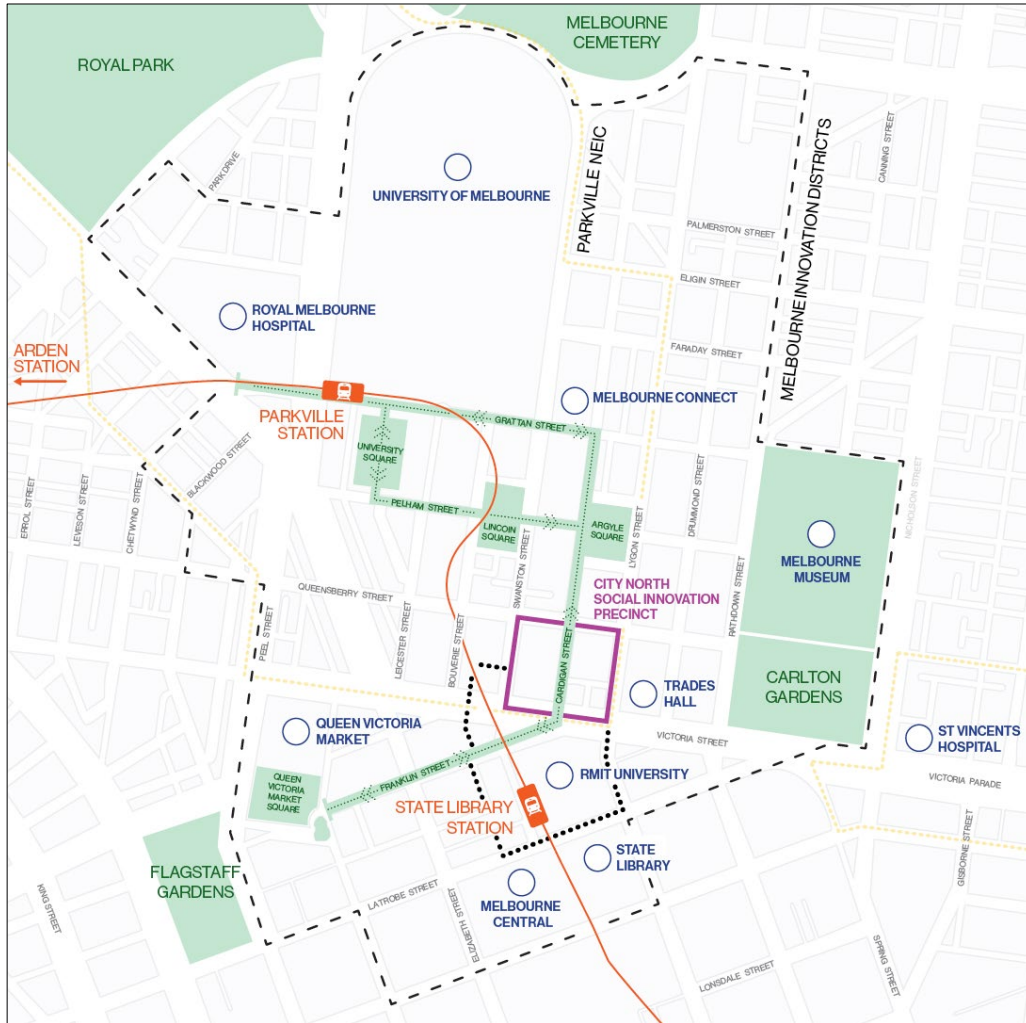 MELBOURNE
CEMETERY
ROYAL PARK
PARK DRIVE
UNIVERSITY OF MELBOURNE
PARKVILLE NEIC
MELBOURNE INNOVATION DISTRICTS
CANNING STREET
PALMERSTON STREET
ELIGIN STREET
ROYAL MELBOURNE
HOSPITAL
FARADAY STREET
ARDEN
STATION
PARKVILLE
STATION
MELBOURNE CONNECT
GRATTAN STREET
UNIVERSITY
SQUARE
BLACKWOOD STREET
PELHAM STREET
LINCOIN
SQUARE
ARGYLE
SQUARE
ERROL STREET
LEVESON STREET
CHETWYND STREET
SWANSTON STREET
LYGON STREET
DRUMMOND STREET
NICHOLSON STREET
MELBOURNE
MUSEUM
CITY NORTH
SOCIAL INNOVATION
PRECINCT
QUEENSBERRY STREET
RATHDOWN STREET
PEEL STREET
LEICESTER STREET
BOUVERIE STREET
CARDIGAN STREET
TRADES
HALL
CARLTON
GARDENS
QUEEN VICTORIA
MARKET
VICTORIA STREET
ST VINCENTS
HOSPITAL
FRANKLIN STREET
RMIT UNIVERSITY
VICTORIA PARADE
QUEEN
VICTORIA
MARKET
SQUARE
STATE LIBRARY
STATION
STATE
LIBRARY
GISBORNE STREET
FLAGSTAFF
GARDENS
LATROBE STREET
MELBOURNE
CENTRAL
KING STREET
ELIZABETH STREET
SPRING STREET
LONSDALE STREET